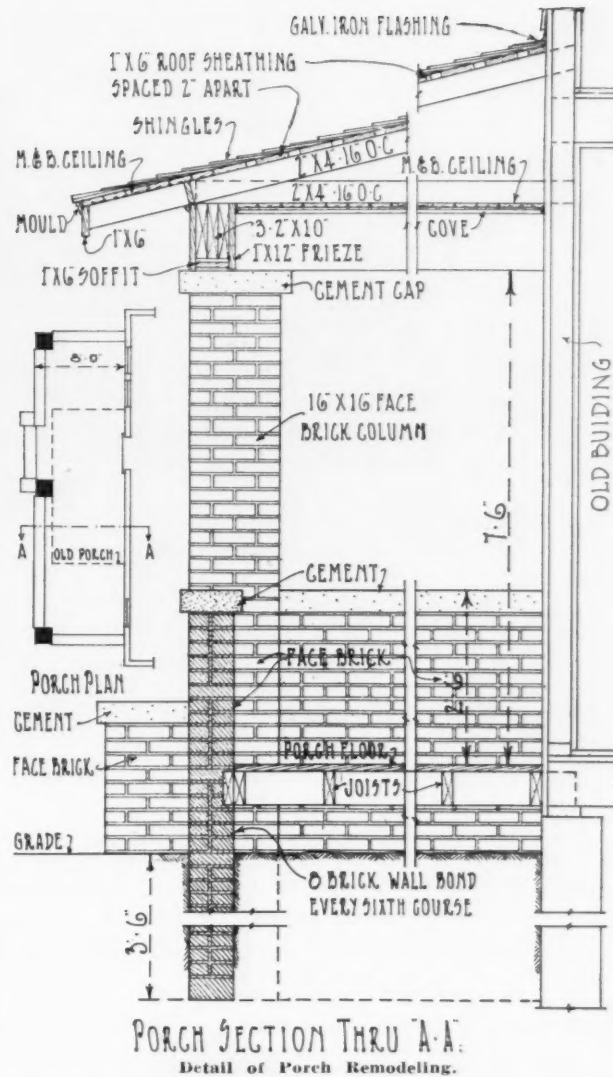 GALV. IRON FLASHING
1"X6" ROOF SHEATHING
SPACED 2" APART
SHINGLES
M.&B. CEILING
2"X4"-16 O-C
M.&B. CEILING
2"X4"-16 O-C
MOULD
COVE
3-2"X10"
1"X6"
1"X12" FRIEZE
1"X6" SOFFIT
CEMENT CAP
8'-0"
16"X16" FACE
BRICK COLUMN
OLD BUIDING
7'-6"
A
A
OLD PORCH
CEMENT
FACE BRICK
2'-6"
PORCH PLAN
CEMENT
FACE BRICK
PORCH FLOOR
JOISTS
GRADE
8 BRICK WALL BOND
EVERY SIXTH COURSE
3'-6"
PORCH SECTION THRU "A-A".
Detail of Porch Remodeling.